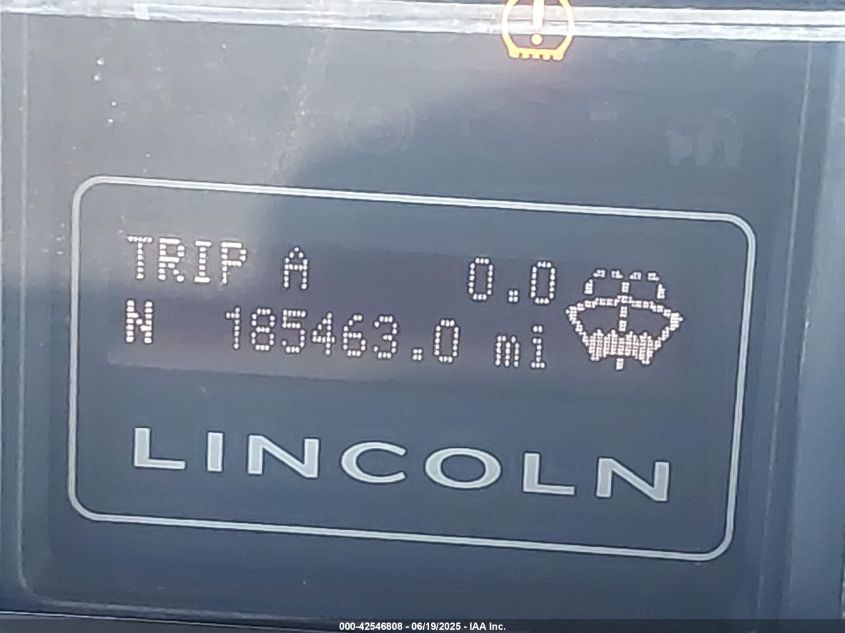 TRIP A 0.0
N 185463.0 mi
LINCOLN
000-42546808 - 06/19/2025 - IAA Inc.